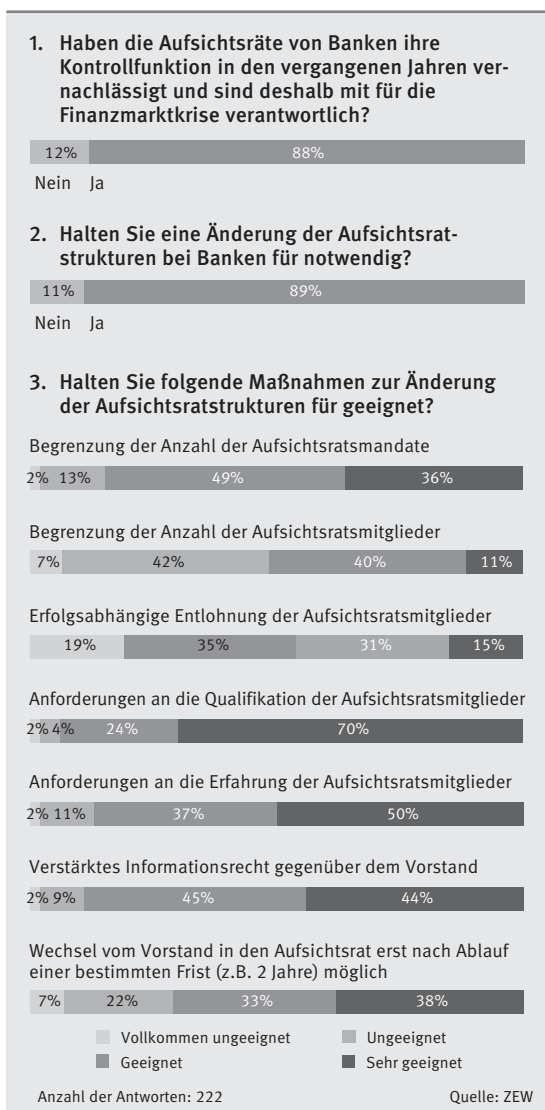 1. Haben die Aufsichtsräte von Banken ihre
Kontrollfunktion in den vergangenen Jahren ver-
nachlässigt und sind deshalb mit für die
Finanzmarktkrise verantwortlich?
12% 88%
Nein Ja
2. Halten Sie eine Änderung der Aufsichtsrat-
strukturen bei Banken für notwendig?
11% 89%
Nein Ja
3. Halten Sie folgende Maßnahmen zur Änderung
der Aufsichtsratstrukturen für geeignet?
Begrenzung der Anzahl der Aufsichtsratsmandate
2% 13% 49% 36%
Begrenzung der Anzahl der Aufsichtsratsmitglieder
7% 42% 40% 11%
Erfolgsabhängige Entlohnung der Aufsichtsratsmitglieder
19% 35% 31% 15%
Anforderungen an die Qualifikation der Aufsichtsratsmitglieder
2% 4% 24% 70%
Anforderungen an die Erfahrung der Aufsichtsratsmitglieder
2% 11% 37% 50%
Verstärktes Informationsrecht gegenüber dem Vorstand
2% 9% 45% 44%
Wechsel vom Vorstand in den Aufsichtsrat erst nach Ablauf
einer bestimmten Frist (z.B. 2 Jahre) möglich
7% 22% 33% 38%
Vollkommen ungeeignet Ungeeignet
Geeignet Sehr geeignet
Anzahl der Antworten: 222 Quelle: ZEW